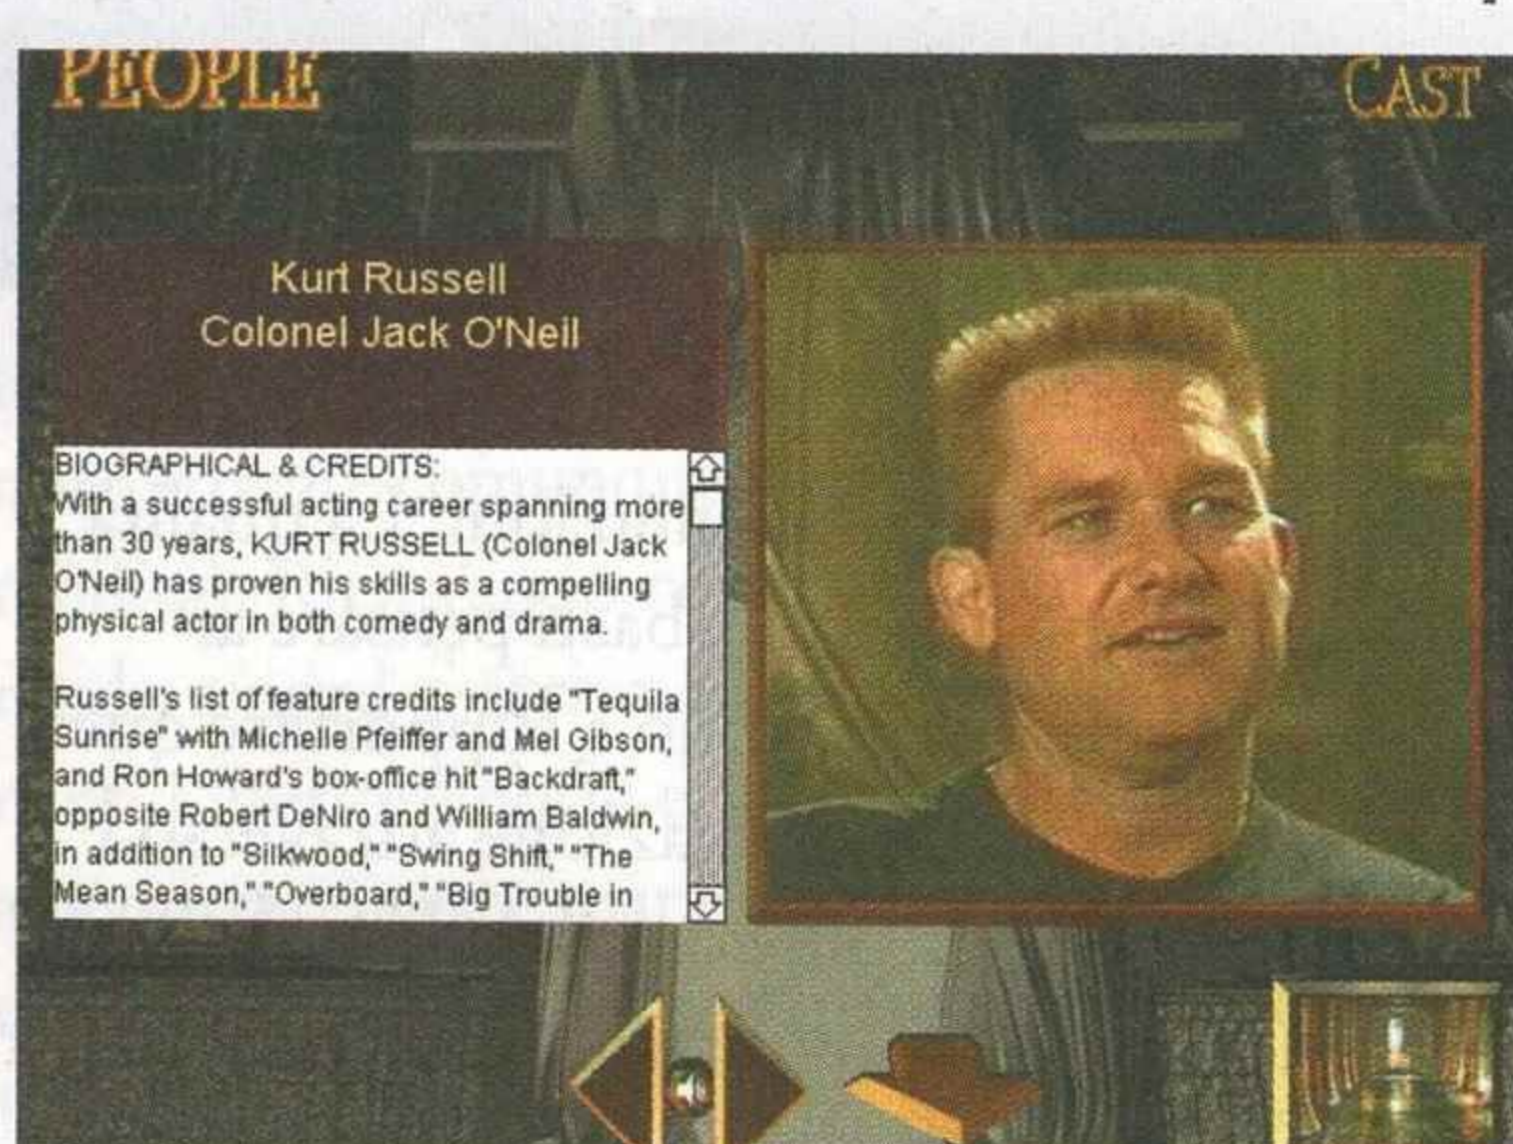 PEOPLE
CAST
Kurt Russell
Colonel Jack O'Neil
BIOGRAPHICAL & CREDITS:
With a successful acting career spanning more
than 30 years, KURT RUSSELL (Colonel Jack
O'Neil) has proven his skills as a compelling
physical actor in both comedy and drama.
Russell's list of feature credits include "Tequila
Sunrise" with Michelle Pfeiffer and Mel Gibson,
and Ron Howard's box-office hit "Backdraft,"
opposite Robert DeNiro and William Baldwin,
in addition to "Silkwood," "Swing Shift," "The
Mean Season," "Overboard," "Big Trouble in